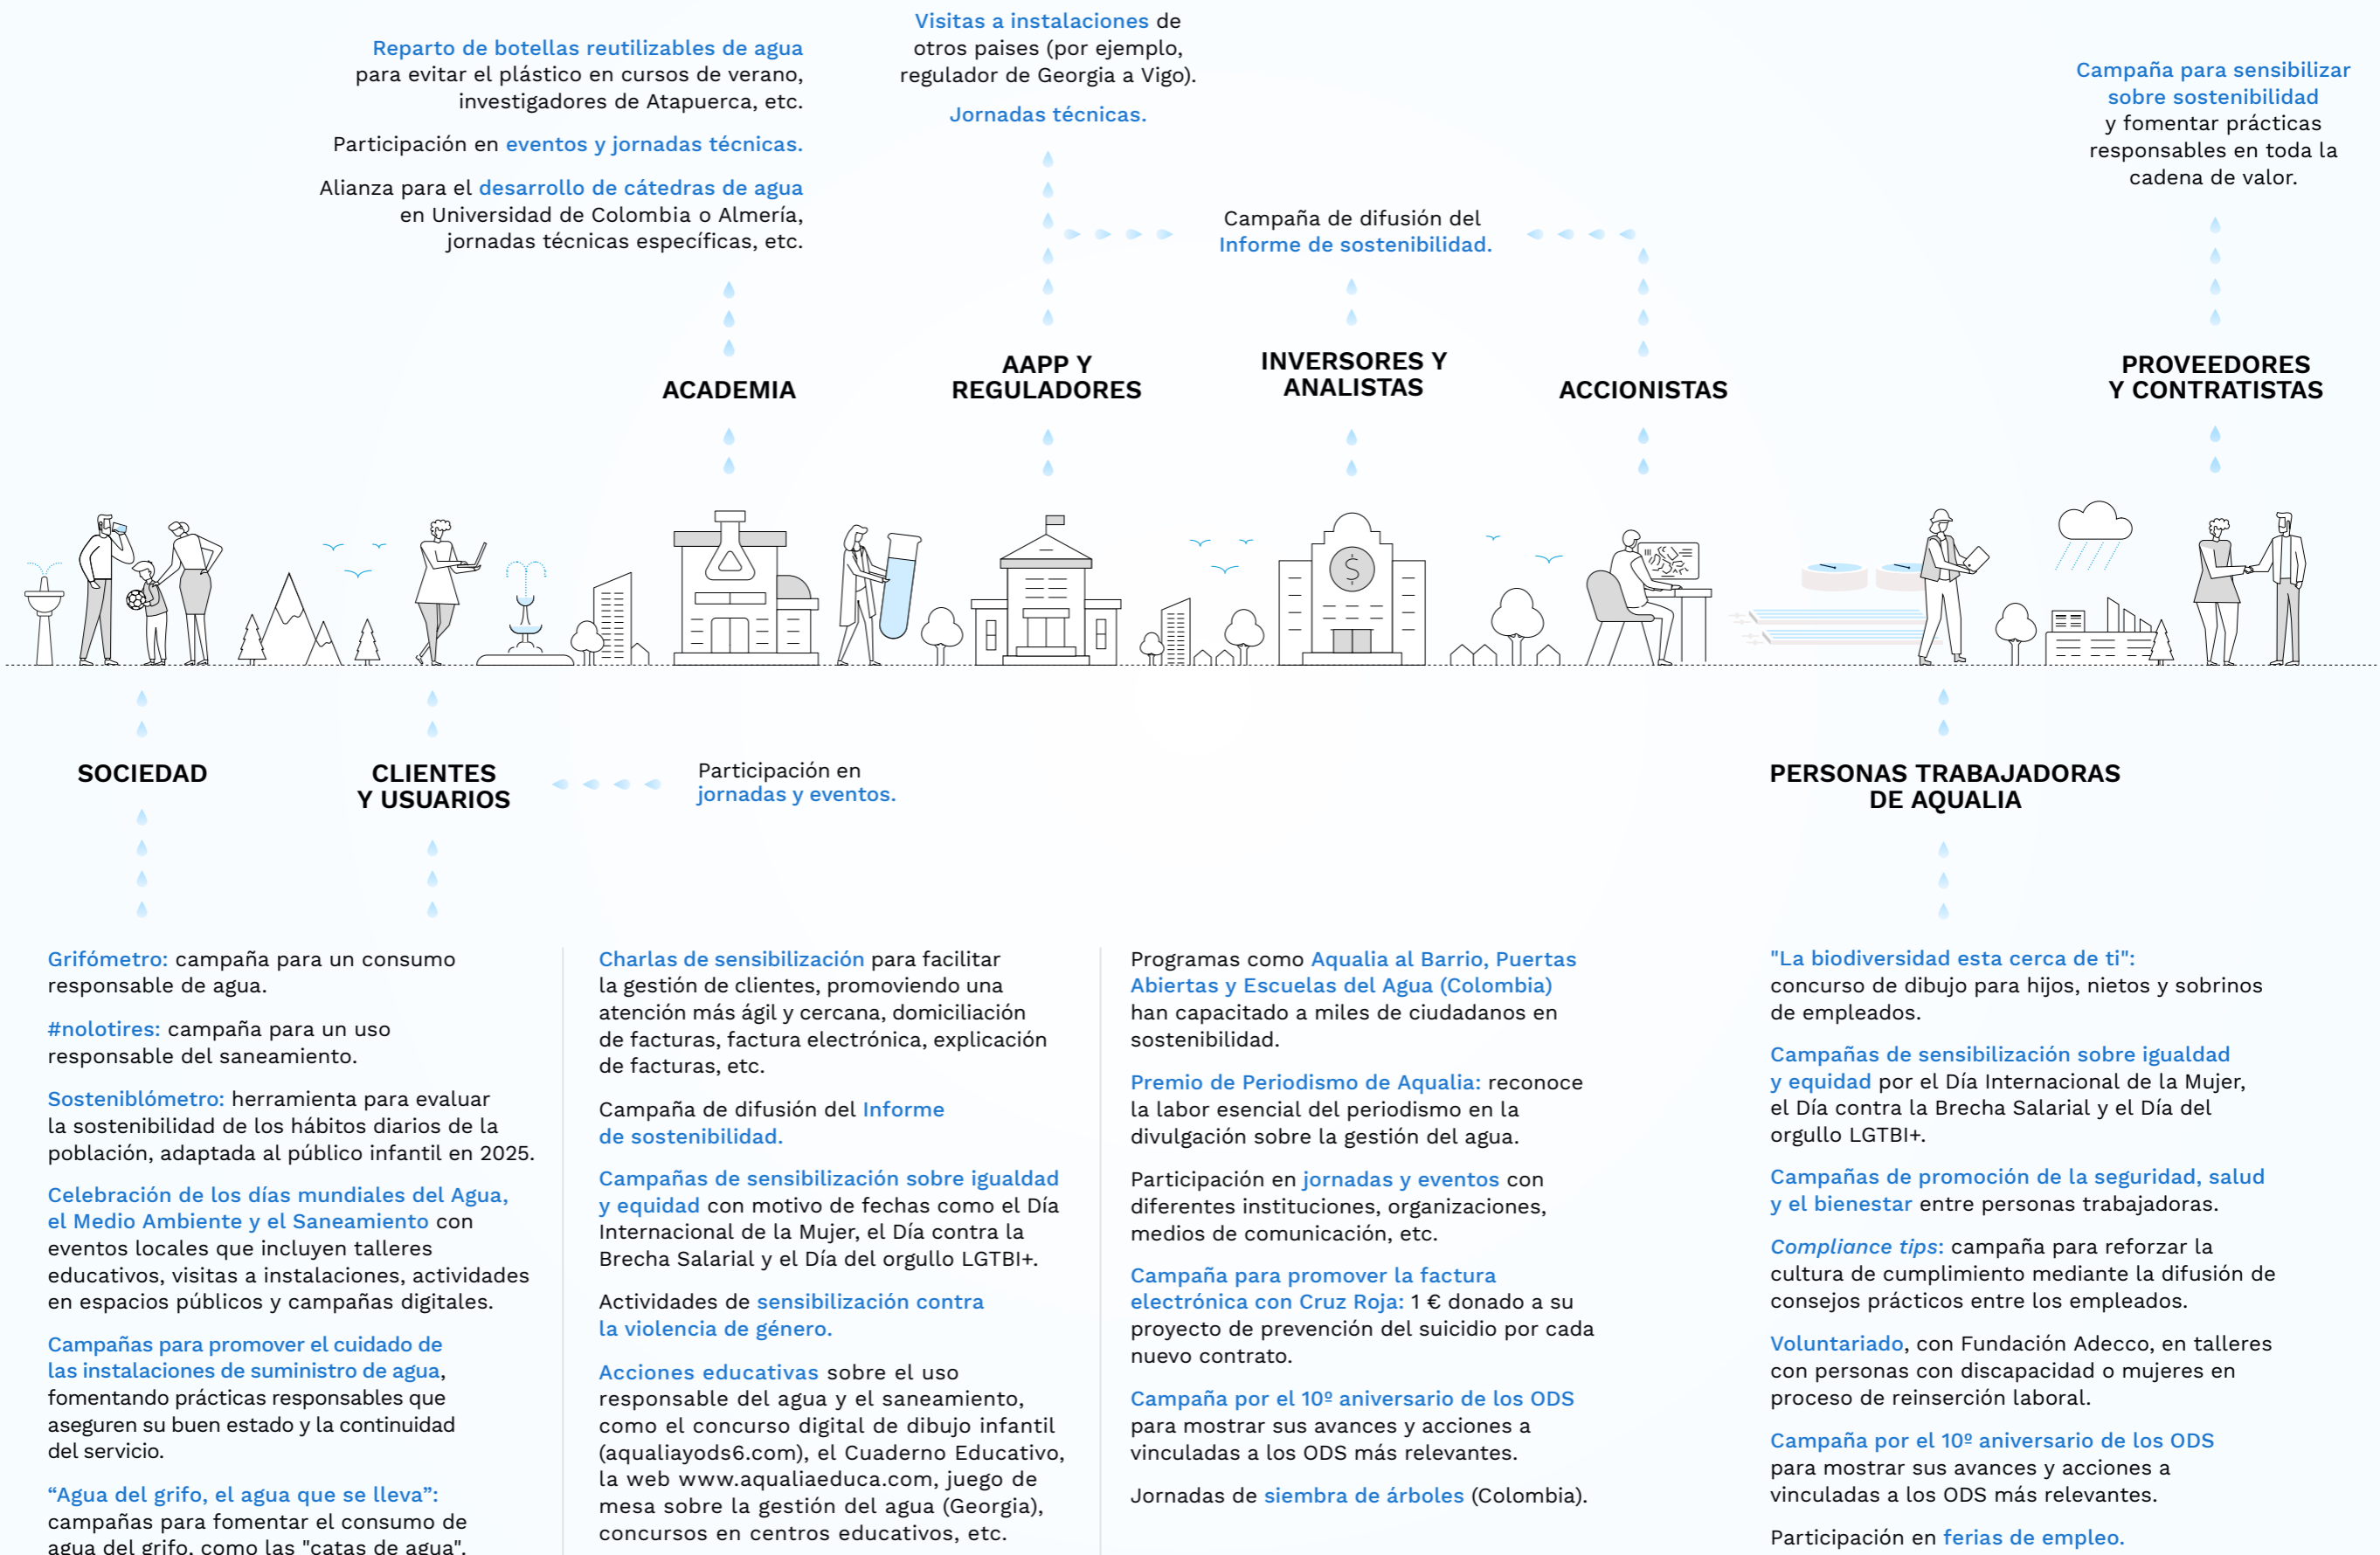 Reparto de botellas reutilizables de agua
para evitar el plástico en cursos de verano,
investigadores de Atapuerca, etc.
Participación en eventos y jornadas técnicas.
Alianza para el desarrollo de cátedras de agua
en Universidad de Colombia o Almería,
jornadas técnicas específicas, etc.
Visitas a instalaciones de
otros paises (por ejemplo,
regulador de Georgia a Vigo).
Jornadas técnicas.
Campaña de difusión del
Informe de sostenibilidad.
Campaña para sensibilizar
sobre sostenibilidad
y fomentar prácticas
responsables en toda la
cadena de valor.
ACADEMIA
AAPP Y
REGULADORES
INVERSORES Y
ANALISTAS
ACCIONISTAS
PROVEEDORES
Y CONTRATISTAS
$
SOCIEDAD
CLIENTES
Y USUARIOS
Participación en
jornadas y eventos.
PERSONAS TRABAJADORAS
DE AQUALIA
Grifómetro: campaña para un consumo
responsable de agua.
#nolotires: campaña para un uso
responsable del saneamiento.
Sosteniblómetro: herramienta para evaluar
la sostenibilidad de los hábitos diarios de la
población, adaptada al público infantil en 2025.
Celebración de los días mundiales del Agua,
el Medio Ambiente y el Saneamiento con
eventos locales que incluyen talleres
educativos, visitas a instalaciones, actividades
en espacios públicos y campañas digitales.
Campañas para promover el cuidado de
las instalaciones de suministro de agua,
fomentando prácticas responsables que
aseguren su buen estado y la continuidad
del servicio.
“Agua del grifo, el agua que se lleva”:
campañas para fomentar el consumo de
agua del grifo, como las "catas de agua".
Charlas de sensibilización para facilitar
la gestión de clientes, promoviendo una
atención más ágil y cercana, domiciliación
de facturas, factura electrónica, explicación
de facturas, etc.
Campaña de difusión del Informe
de sostenibilidad.
Campañas de sensibilización sobre igualdad
y equidad con motivo de fechas como el Día
Internacional de la Mujer, el Día contra la
Brecha Salarial y el Día del orgullo LGTBI+.
Actividades de sensibilización contra
la violencia de género.
Acciones educativas sobre el uso
responsable del agua y el saneamiento,
como el concurso digital de dibujo infantil
(aqualiayods6.com), el Cuaderno Educativo,
la web www.aqualiaeduca.com, juego de
mesa sobre la gestión del agua (Georgia),
concursos en centros educativos, etc.
Programas como Aqualia al Barrio, Puertas
Abiertas y Escuelas del Agua (Colombia)
han capacitado a miles de ciudadanos en
sostenibilidad.
Premio de Periodismo de Aqualia: reconoce
la labor esencial del periodismo en la
divulgación sobre la gestión del agua.
Participación en jornadas y eventos con
diferentes instituciones, organizaciones,
medios de comunicación, etc.
Campaña para promover la factura
electrónica con Cruz Roja: 1 € donado a su
proyecto de prevención del suicidio por cada
nuevo contrato.
Campaña por el 10º aniversario de los ODS
para mostrar sus avances y acciones a
vinculadas a los ODS más relevantes.
Jornadas de siembra de árboles (Colombia).
"La biodiversidad esta cerca de ti":
concurso de dibujo para hijos, nietos y sobrinos
de empleados.
Campañas de sensibilización sobre igualdad
y equidad por el Día Internacional de la Mujer,
el Día contra la Brecha Salarial y el Día del
orgullo LGTBI+.
Campañas de promoción de la seguridad, salud
y el bienestar entre personas trabajadoras.
Compliance tips: campaña para reforzar la
cultura de cumplimiento mediante la difusión de
consejos prácticos entre los empleados.
Voluntariado, con Fundación Adecco, en talleres
con personas con discapacidad o mujeres en
proceso de reinserción laboral.
Campaña por el 10º aniversario de los ODS
para mostrar sus avances y acciones a
vinculadas a los ODS más relevantes.
Participación en ferias de empleo.